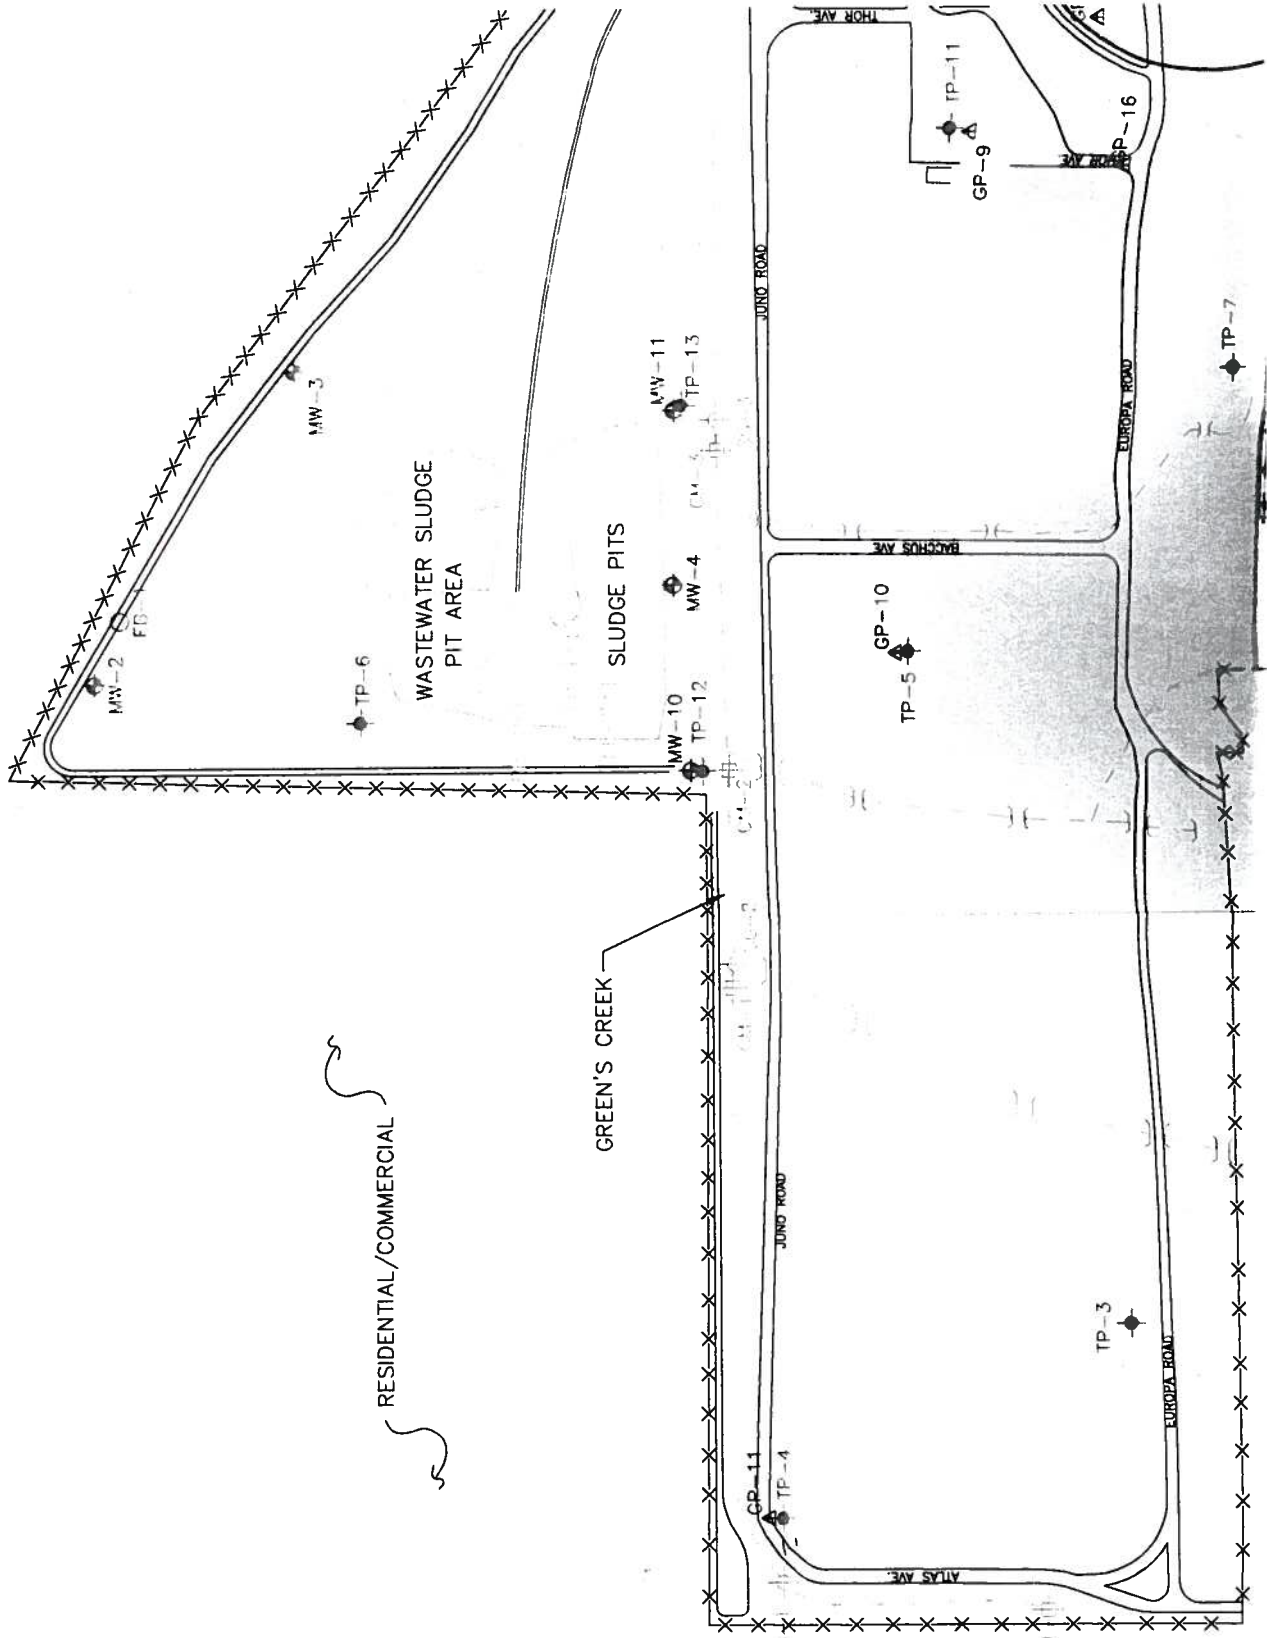 THOR AVE.
TP-11
GP-9
GP-16
JUNO ROAD
TP-7
EUROPA ROAD
MW-3
MW-11
TP-13
WASTEWATER SLUDGE
PIT AREA
SLUDGE PITS
MW-4
BACCHUS AVE
GP-10
TP-5
MW-2
TP-6
MW-10
TP-12
GREEN'S CREEK
RESIDENTIAL/COMMERCIAL
JUNO ROAD
TP-3
EUROPA ROAD
GP-11
TP-4
ATLAS AVE.